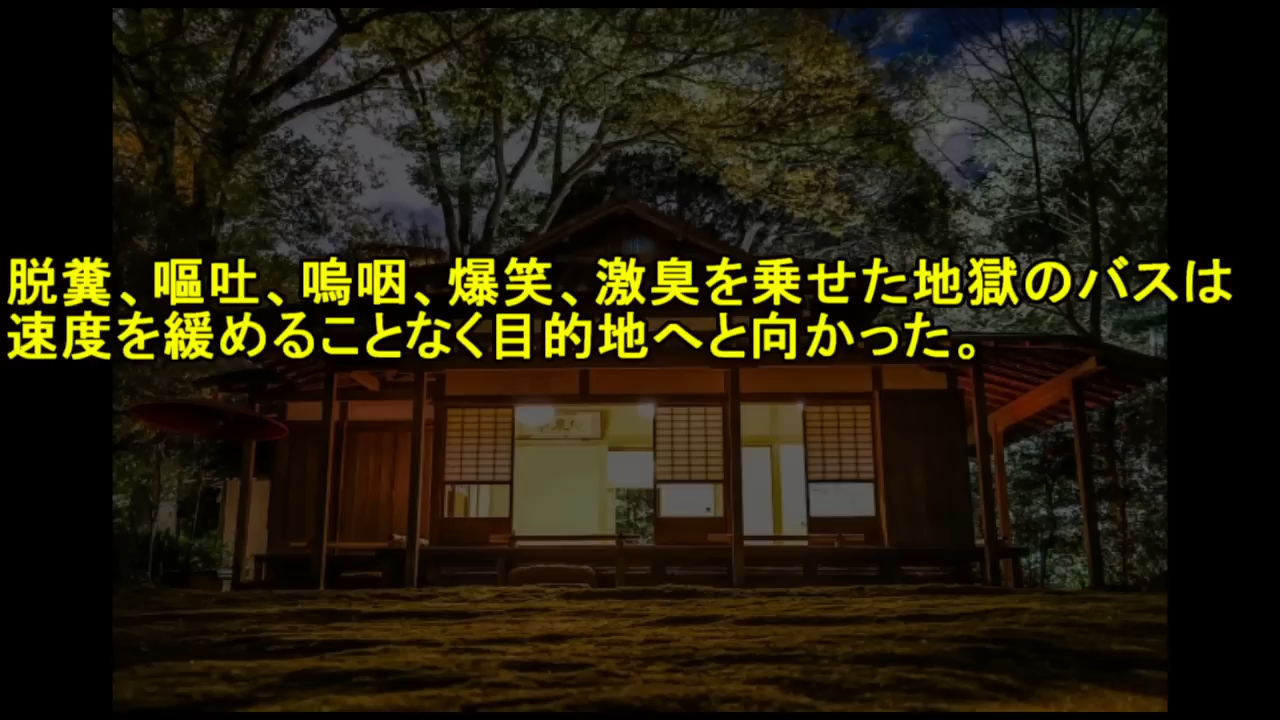 脱糞、嘔吐、嗚咽、爆笑、激臭を乗せた地獄のバスは
速度を緩めることなく目的地へと向かった。